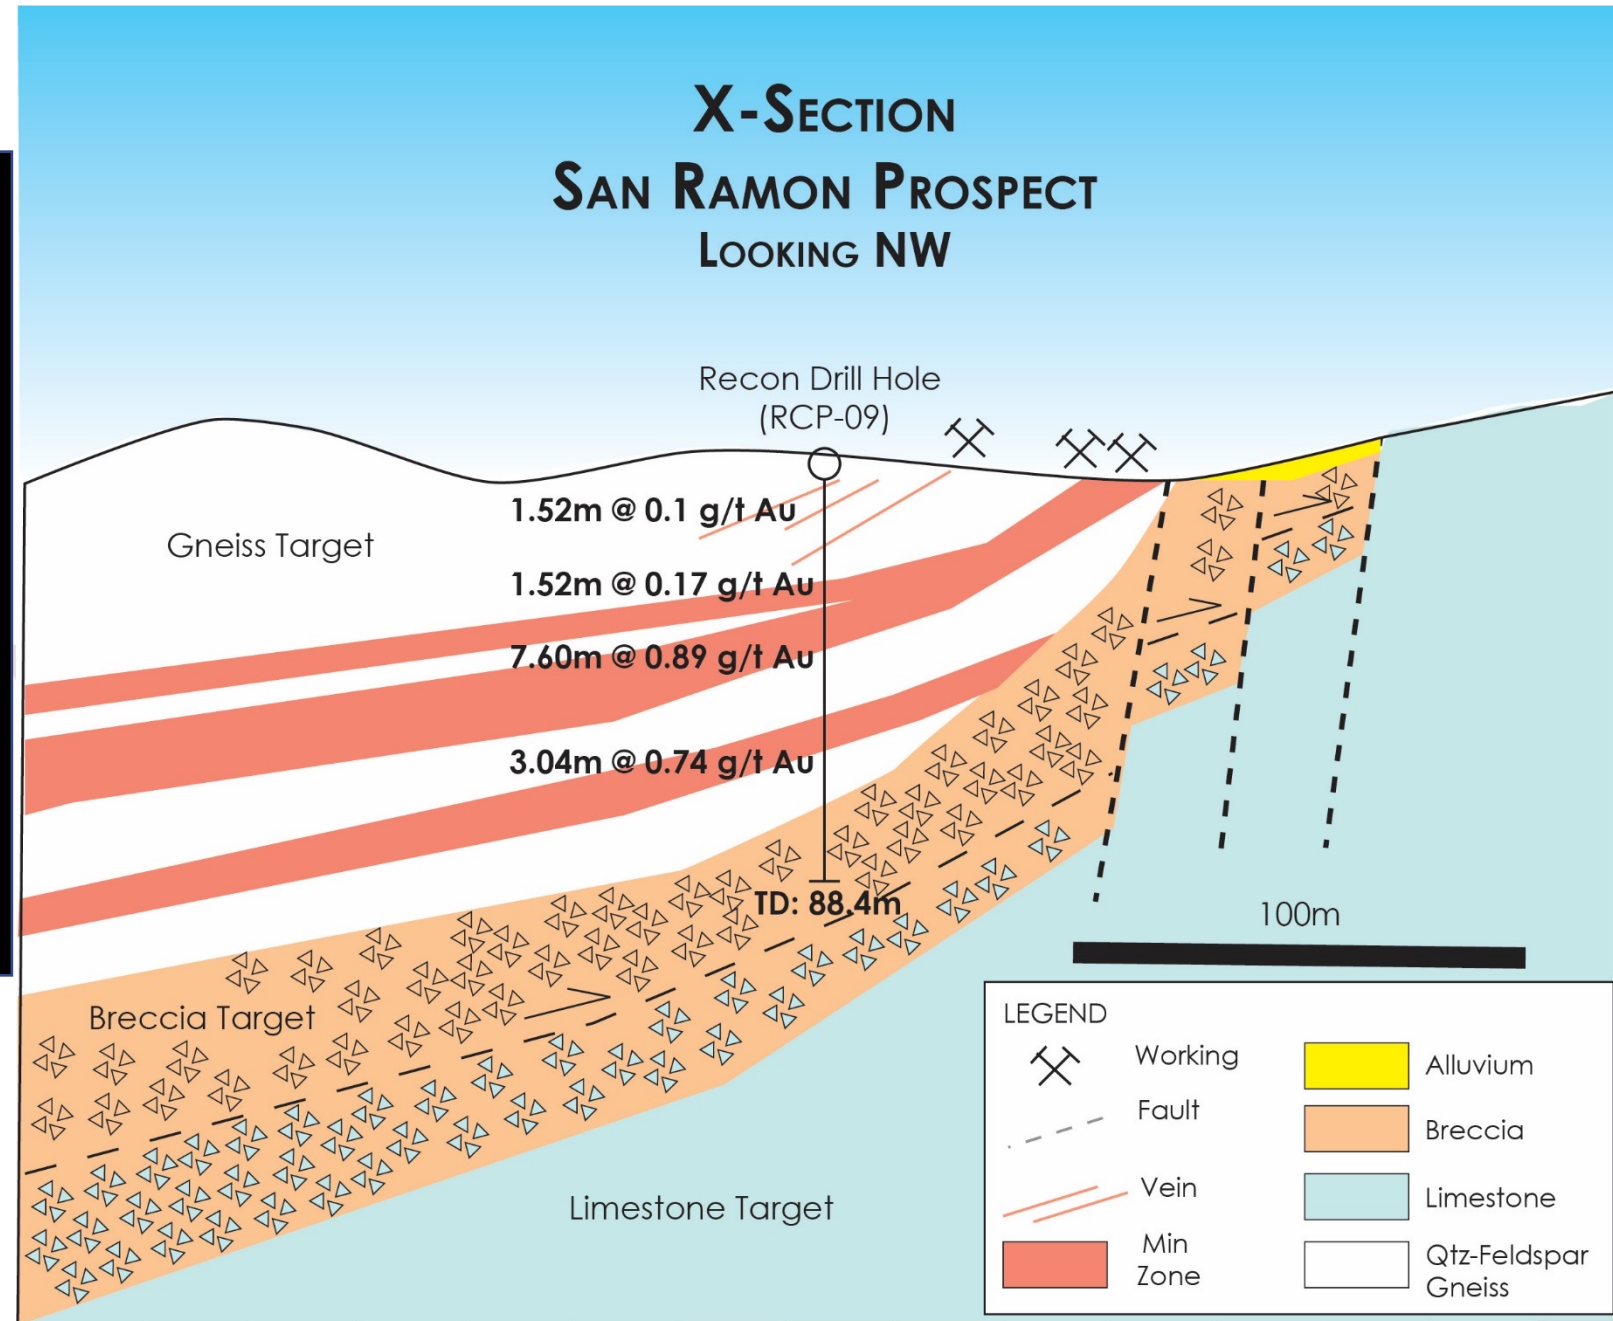 X-Section
San Ramon Prospect
Looking NW
Recon Drill Hole
(RCP-09)
1.52m @ 0.1 g/t Au
Gneiss Target
1.52m @ 0.17 g/t Au
7.60m @ 0.89 g/t Au
3.04m @ 0.74 g/t Au
TD: 88.4m
100m
Breccia Target
Limestone Target
LEGEND
Working
Fault
Vein
Min
Zone
Alluvium
Breccia
Limestone
Qtz-Feldspar
Gneiss